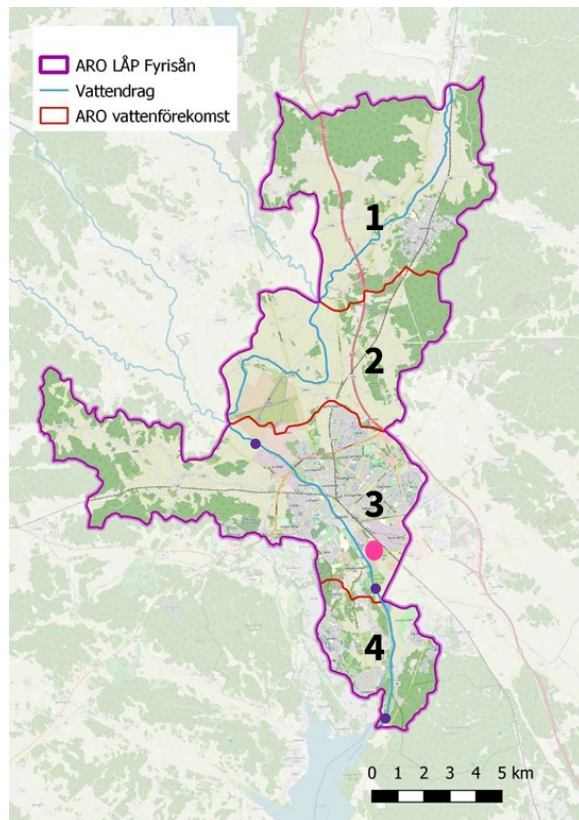 ARO LÅP Fyrisån
Vattendrag
ARO vattenförekomst
1
2
3
4
0 1 2 3 4 5 km